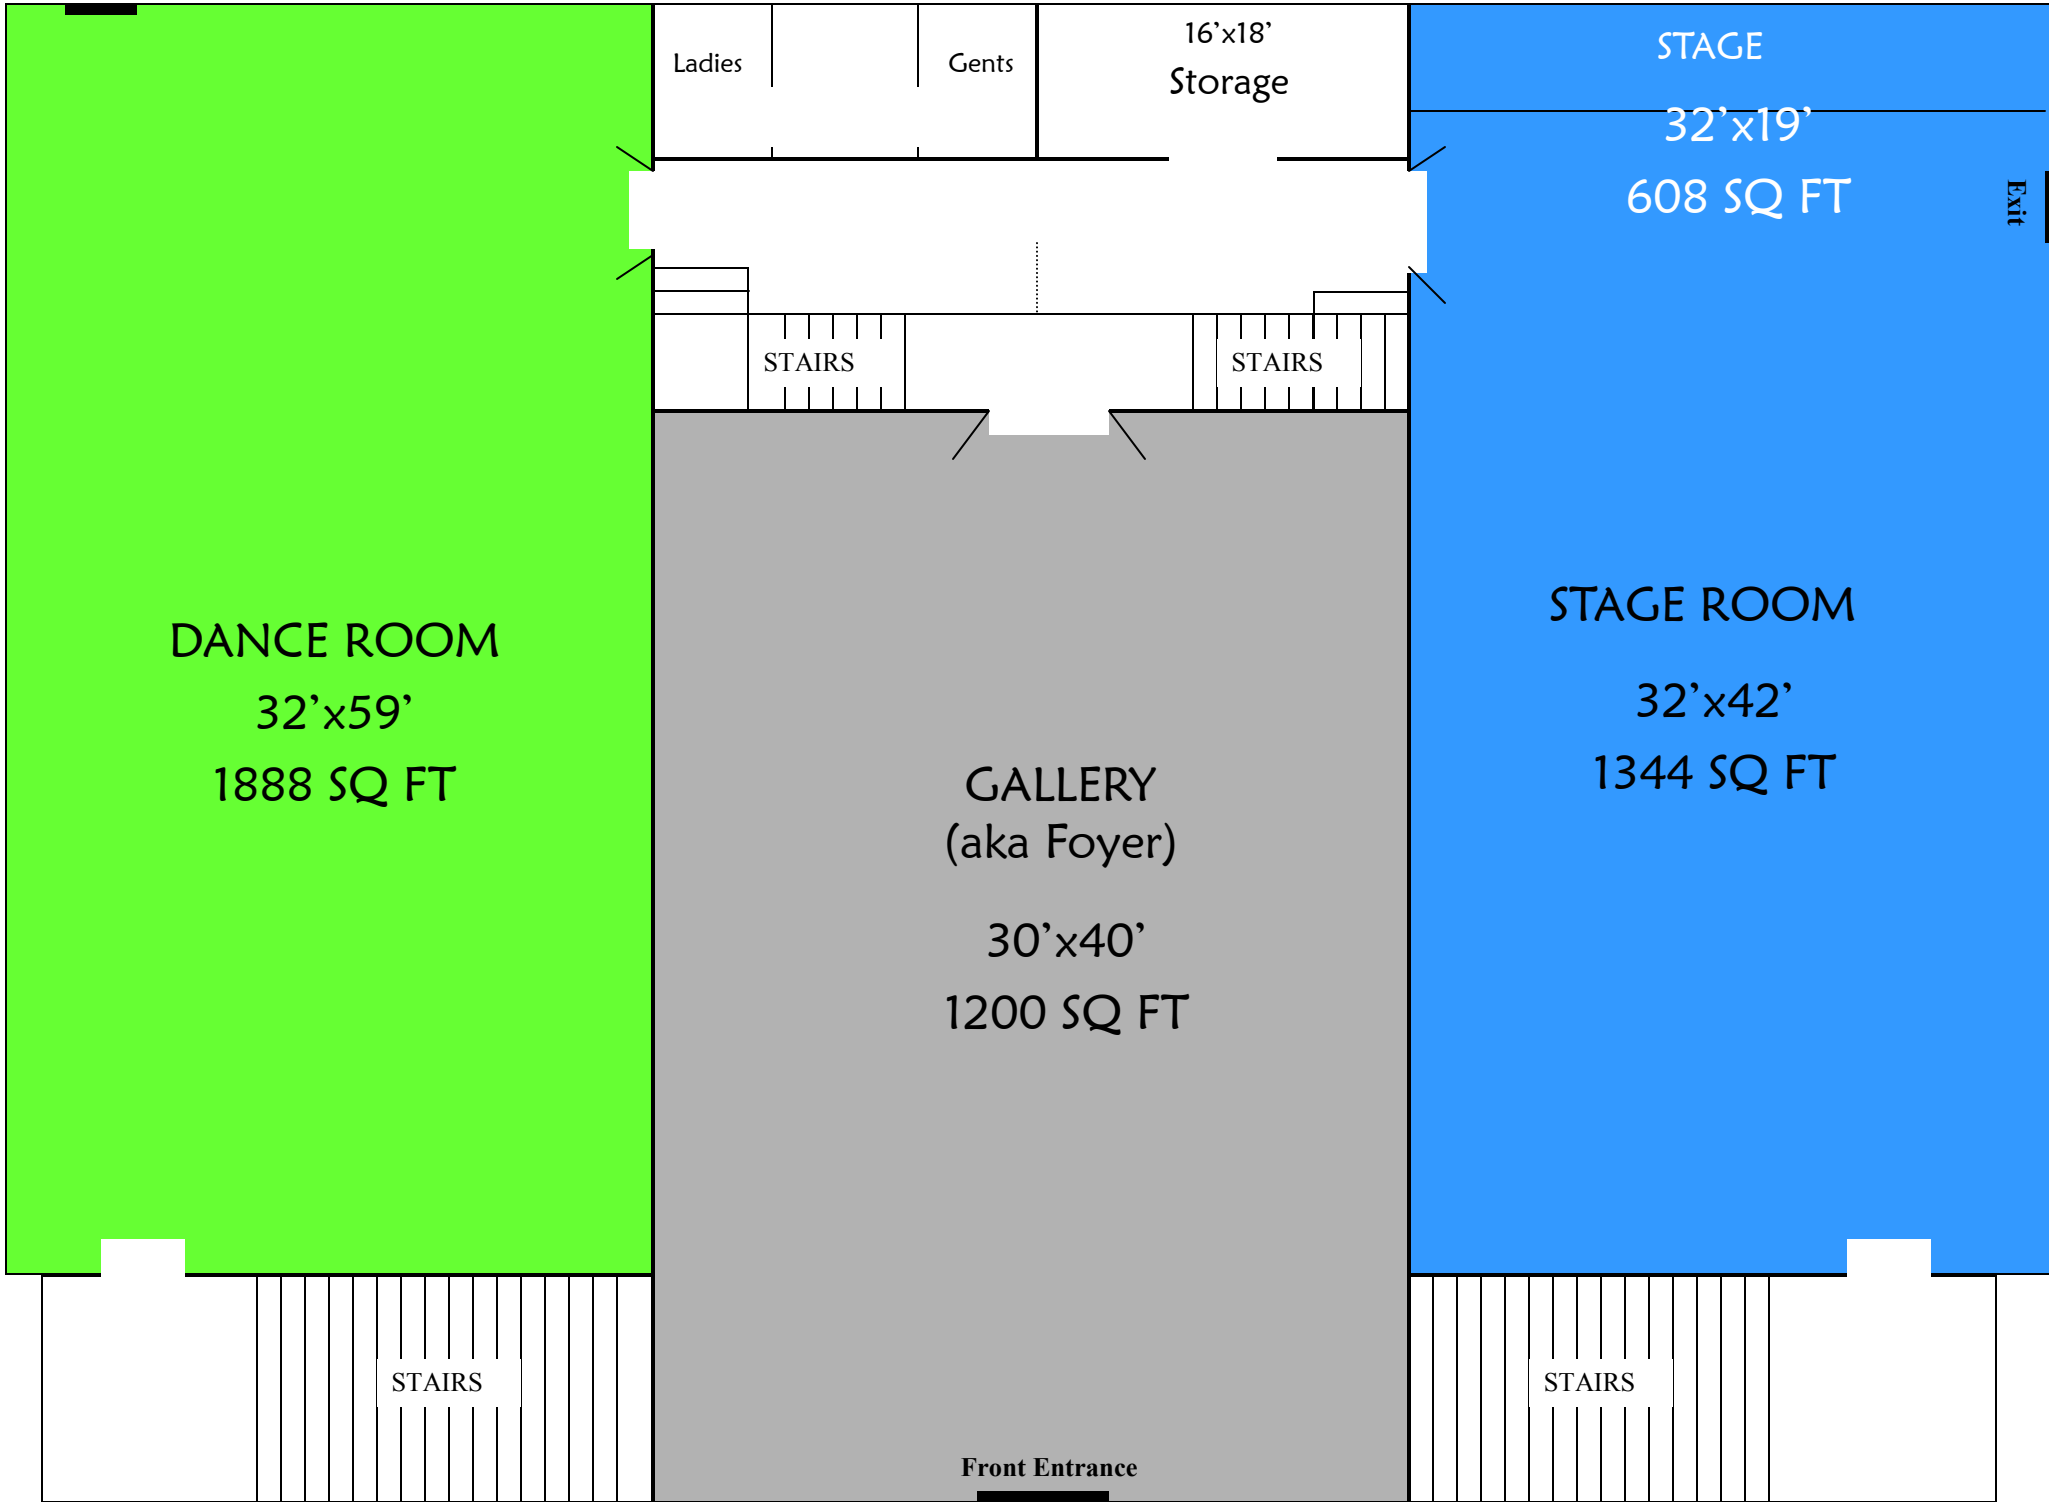 Ladies
Gents
16’x18’
Storage
STAGE
32’x19’
608 SQ FT
Exit
STAIRS
STAIRS
DANCE ROOM
32’x59’
1888 SQ FT
GALLERY
(aka Foyer)
30’x40’
1200 SQ FT
STAGE ROOM
32’x42’
1344 SQ FT
STAIRS
STAIRS
Front Entrance